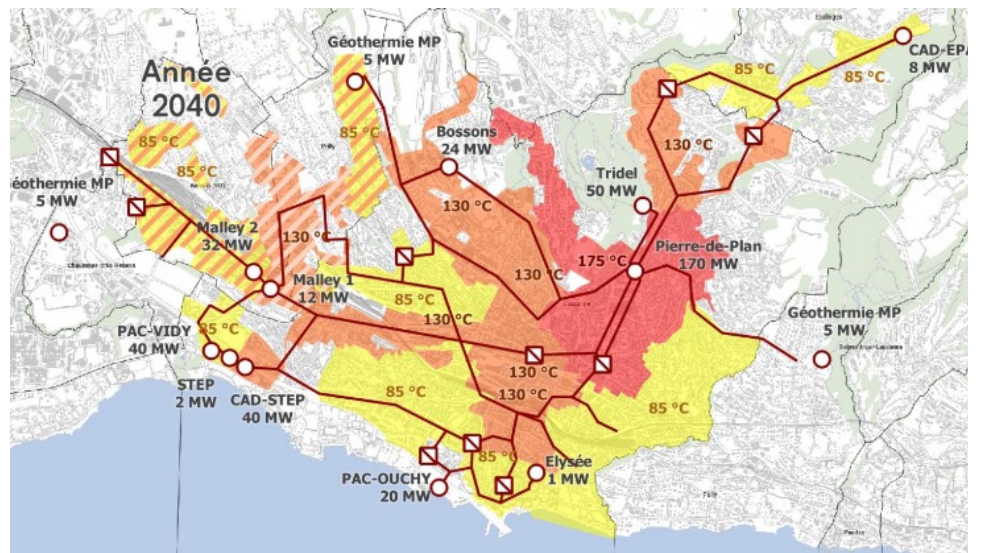 Géothermie MP
5 MW
Année
2040
CAD-EPA
8 MW
85 °C
85 °C
85 °C
85 °C
85 °C
Prilly
Bossons
24 MW
130 °C
Tridel
50 MW
éothermie MP
5 MW
Malley 2
32 MW
130 °C
175 °C
Pierre-de-Plan
170 MW
Malley 1
12 MW
130 °C
85 °C
130 °C
Géothermie MP
5 MW
PAC-VIDY
40 MW
85 °C
STEP
2 MW
CAD-STEP
40 MW
130 °C
130 °C
85 °C
85 °C
85 °C
Elysée
1 MW
PAC-OUCHY
20 MW
Pully